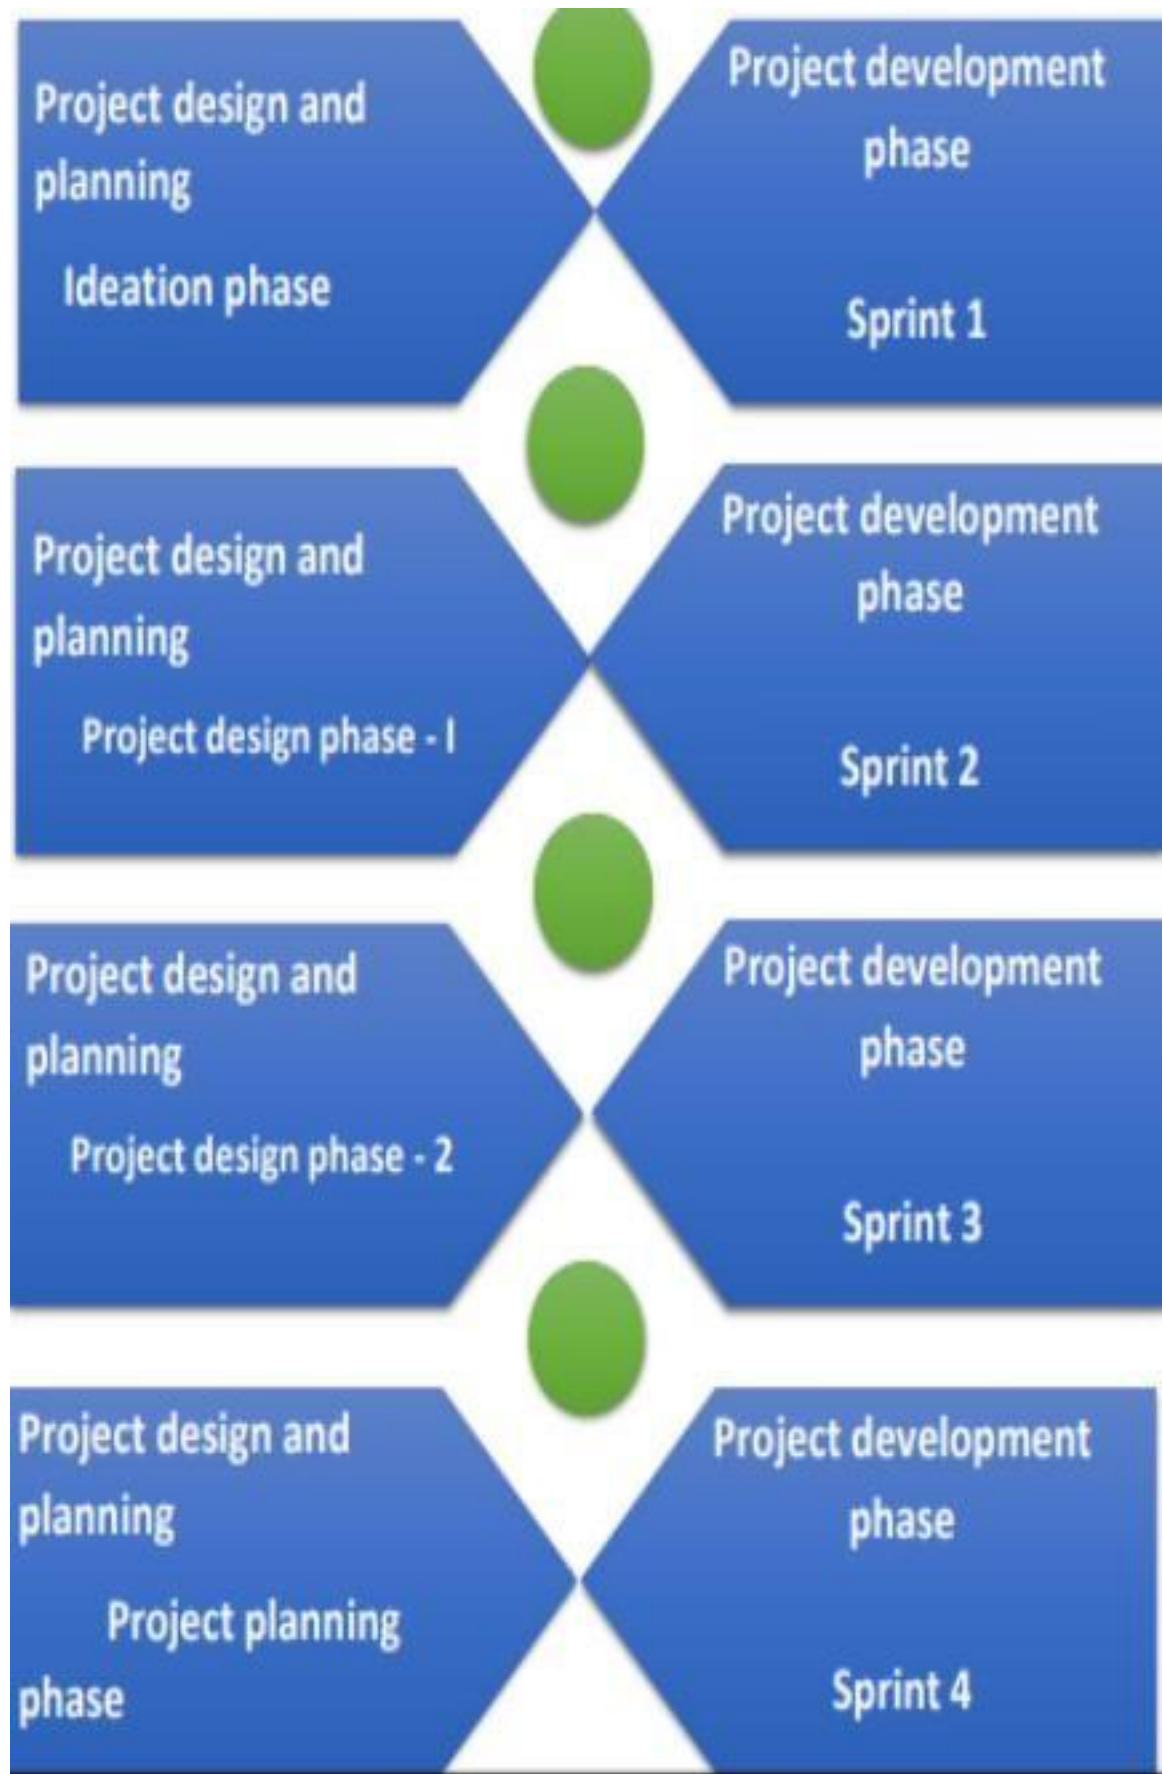 Project design and
planning
Ideation phase
Project development
phase
Sprint 1
Project design and
planning
Project design phase - I
Project development
phase
Sprint 2
Project design and
planning
Project design phase - 2
Project development
phase
Sprint 3
Project design and
planning
Project planning
phase
Project development
phase
Sprint 4